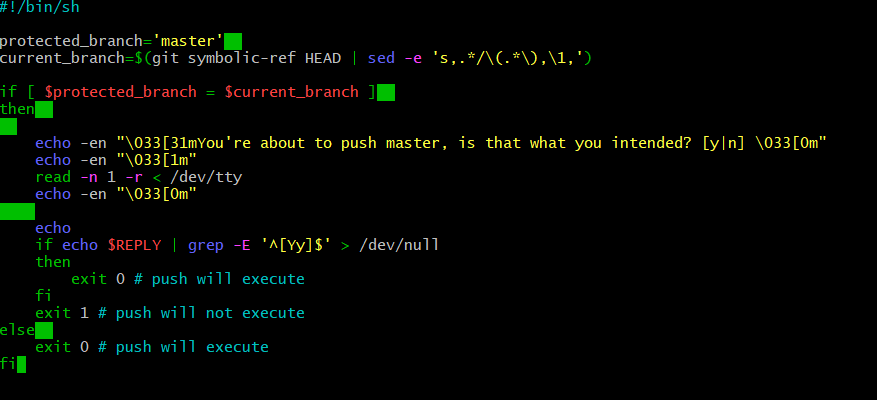 #!/bin/sh

protected_branch='master'
current_branch=$(git symbolic-ref HEAD | sed -e 's,.*/\(.*\),\1,')

if [ $protected_branch = $current_branch ]
then

    echo -en "\033[31mYou're about to push master, is that what you intended? [y|n] \033[0m"
    echo -en "\033[1m"
    read -n 1 -r < /dev/tty
    echo -en "\033[0m"

    echo
    if echo $REPLY | grep -E '^[Yy]$' > /dev/null
    then
        exit 0 # push will execute
    fi
    exit 1 # push will not execute
else
    exit 0 # push will execute
fi